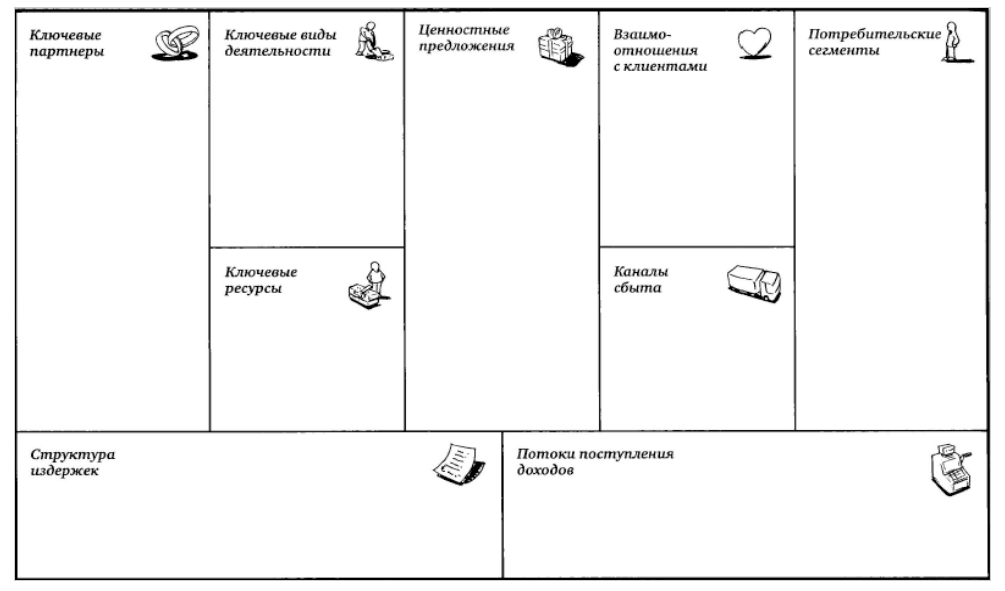 Ключевые
партнеры
Ключевые виды
деятельности
Ценностные
предложения
Взаимо-
отношения
с клиентами
Потребительские
сегменты
Ключевые
ресурсы
Каналы
сбыта
Структура
издержек
Потоки поступления
доходов